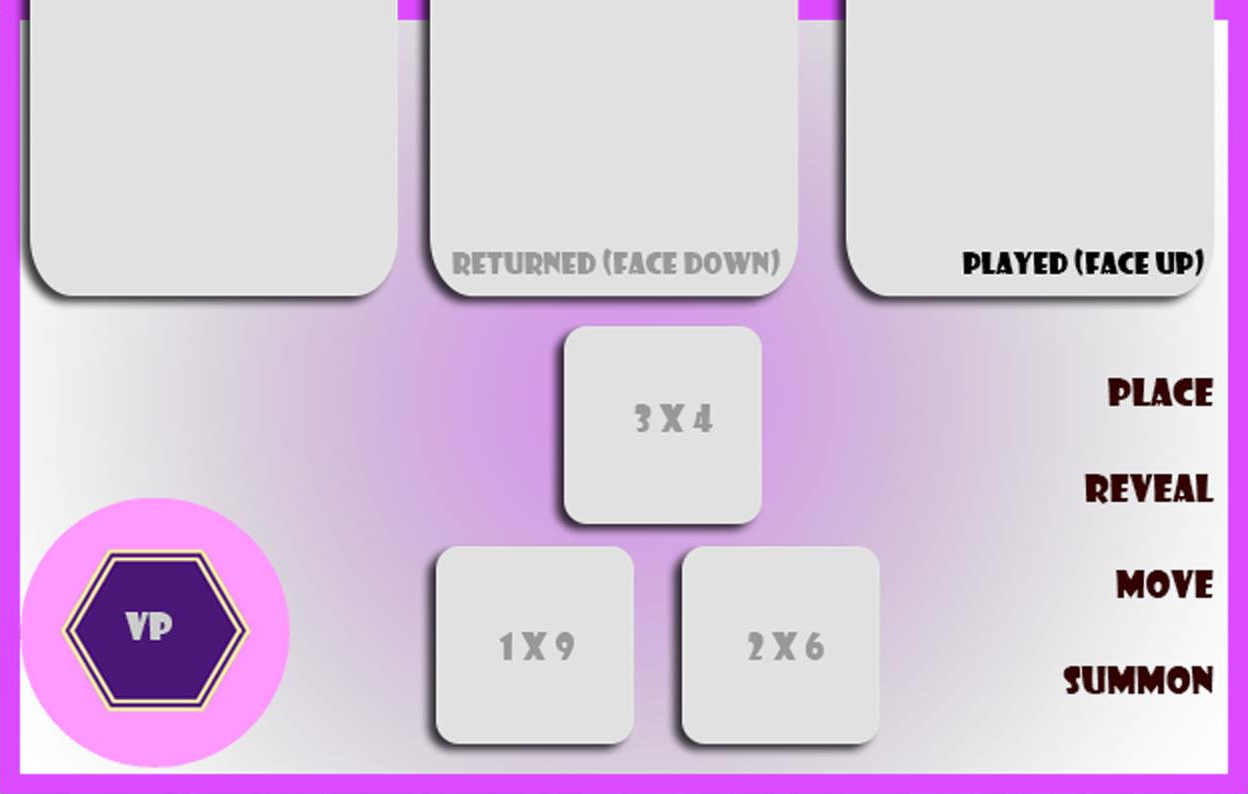 RETURNED (FACE DOWN)
PLAYED (FACE UP)
3 X 4
PLACE
REVEAL
MOVE
SUMMON
VP
1 X 9
2 X 6